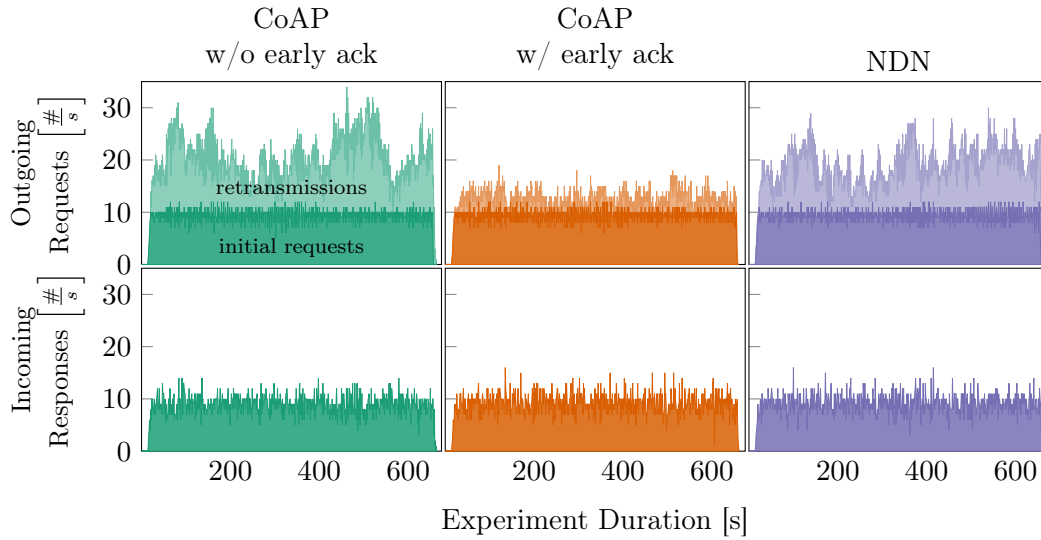 CoAP
w/o early ack
CoAP
w/ early ack
NDN
Outgoing
Requests [#/s]
30
20
10
0
retransmissions
initial requests
Incoming
Responses [#/s]
30
20
10
0
200 400 600
200 400 600
200 400 600
Experiment Duration [s]